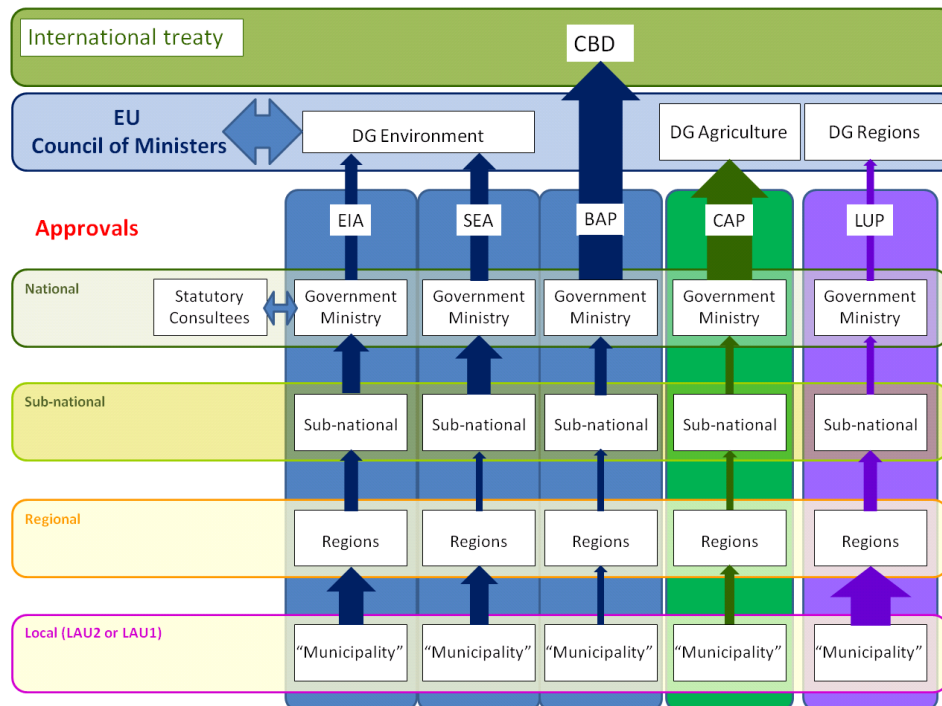 International treaty
CBD
EU
Council of Ministers
DG Environment
DG Agriculture
DG Regions
Approvals
EIA
SEA
BAP
CAP
LUP
National
Statutory
Consultees
Government
Ministry
Government
Ministry
Government
Ministry
Government
Ministry
Government
Ministry
Sub-national
Sub-national
Sub-national
Sub-national
Sub-national
Sub-national
Regional
Regions
Regions
Regions
Regions
Regions
Local (LAU2 or LAU1)
“Municipality”
“Municipality”
“Municipality”
“Municipality”
“Municipality”